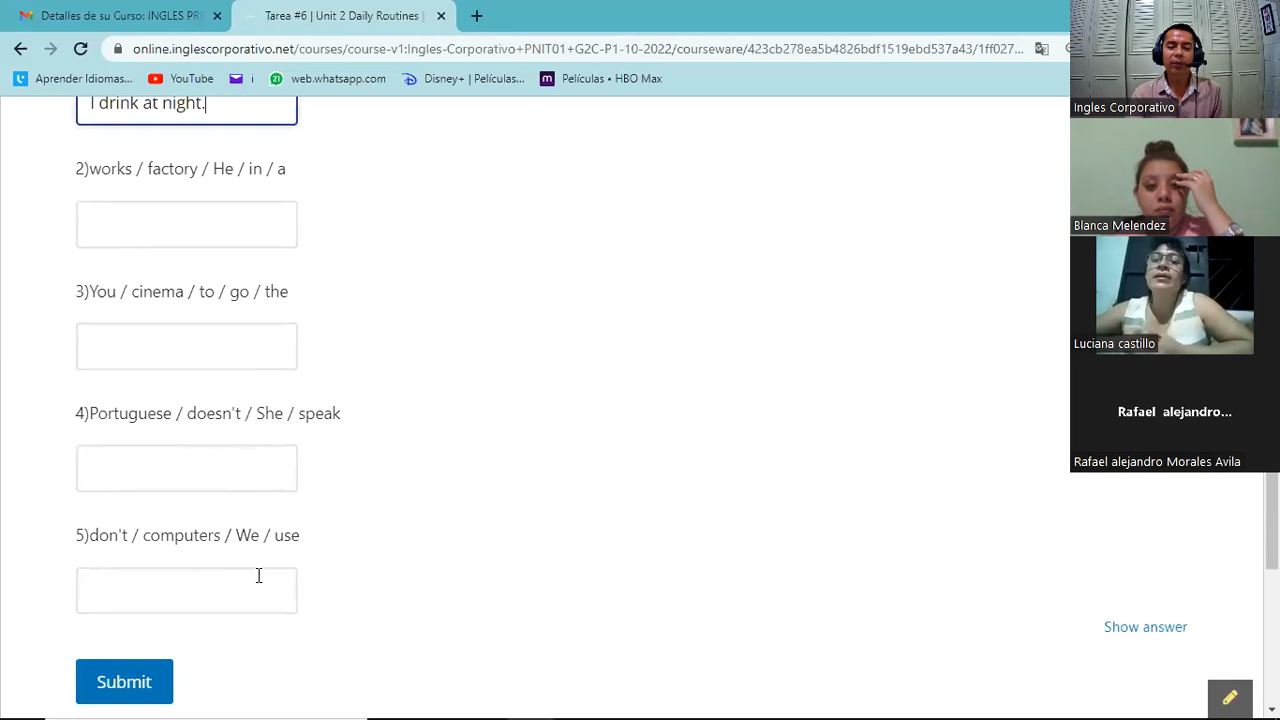 Detalles de su Curso: INGLES PRI
Tarea #6 | Unit 2 Daily Routines |
online.inglescorporativo.net/courses/course-v1:Ingles-Corporativo+PNIT01+G2C-P1-10-2022/courseware/
Aprender Idiomas...
YouTube
i
web.whatsapp.com
Disney+ | Películas...
Películas • HBO Max
I drink at night.
2)works / factory / He / in / a
3)You / cinema / to / go / the
4)Portuguese / doesn't / She / speak
5)don't / computers / We / use
Show answer
Submit
Ingles Corporativo
Blanca Melendez
Luciana castillo
Rafael alejandro...
Rafael alejandro Morales Avila